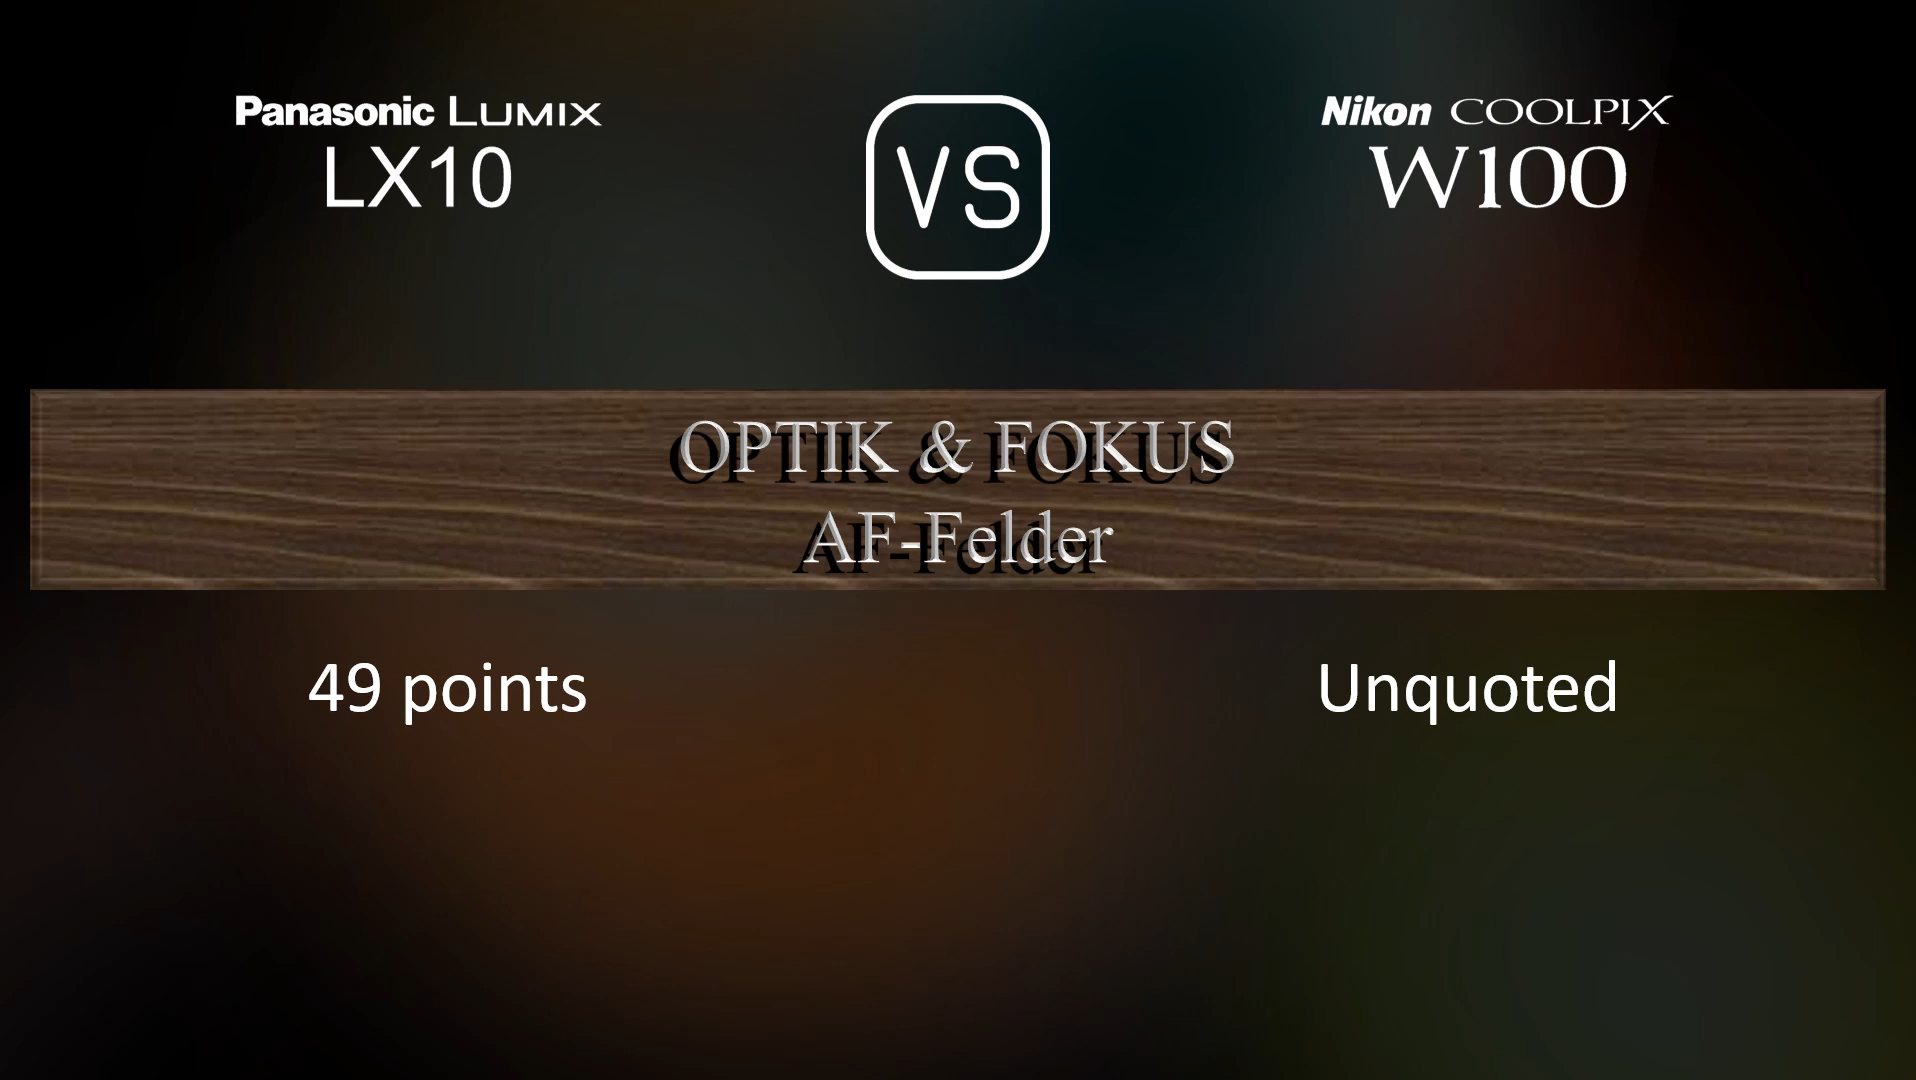 Panasonic LUMIX
LX10
VS
Nikon COOLPIX
W100
OPTIK & FOKUS
AF-Felder
49 points
Unquoted